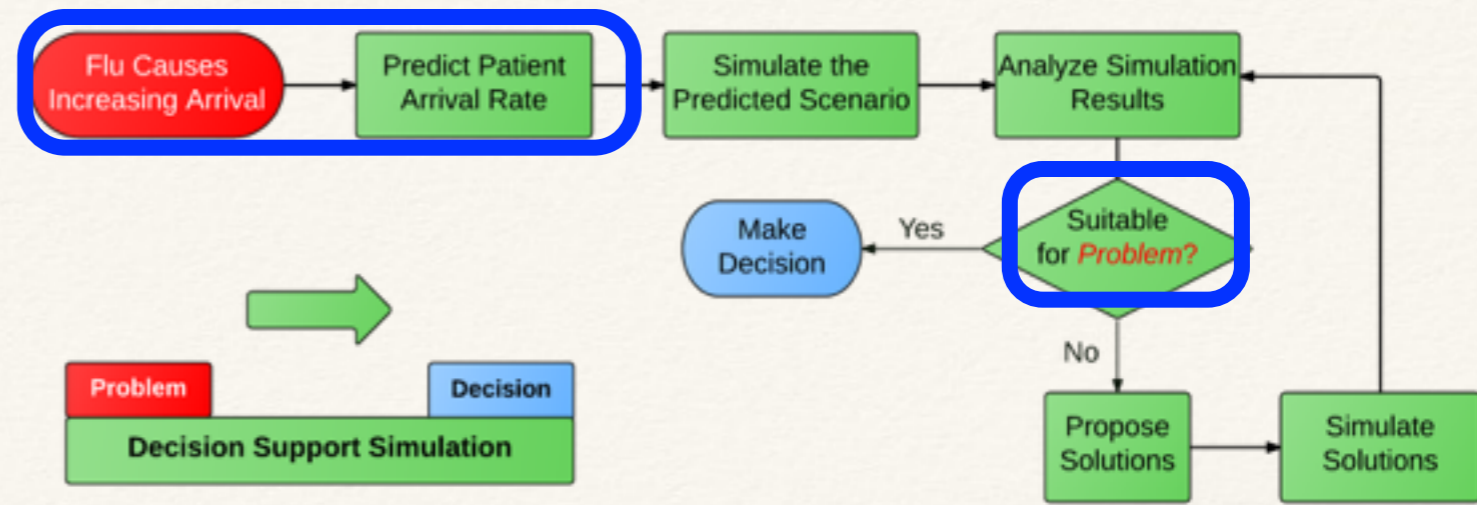 Flu Causes
Increasing Arrival
Predict Patient
Arrival Rate
Simulate the
Predicted Scenario
Analyze Simulation
Results
Suitable
for Problem?
Yes
Make
Decision
No
Propose
Solutions
Simulate
Solutions
Problem
Decision
Decision Support Simulation